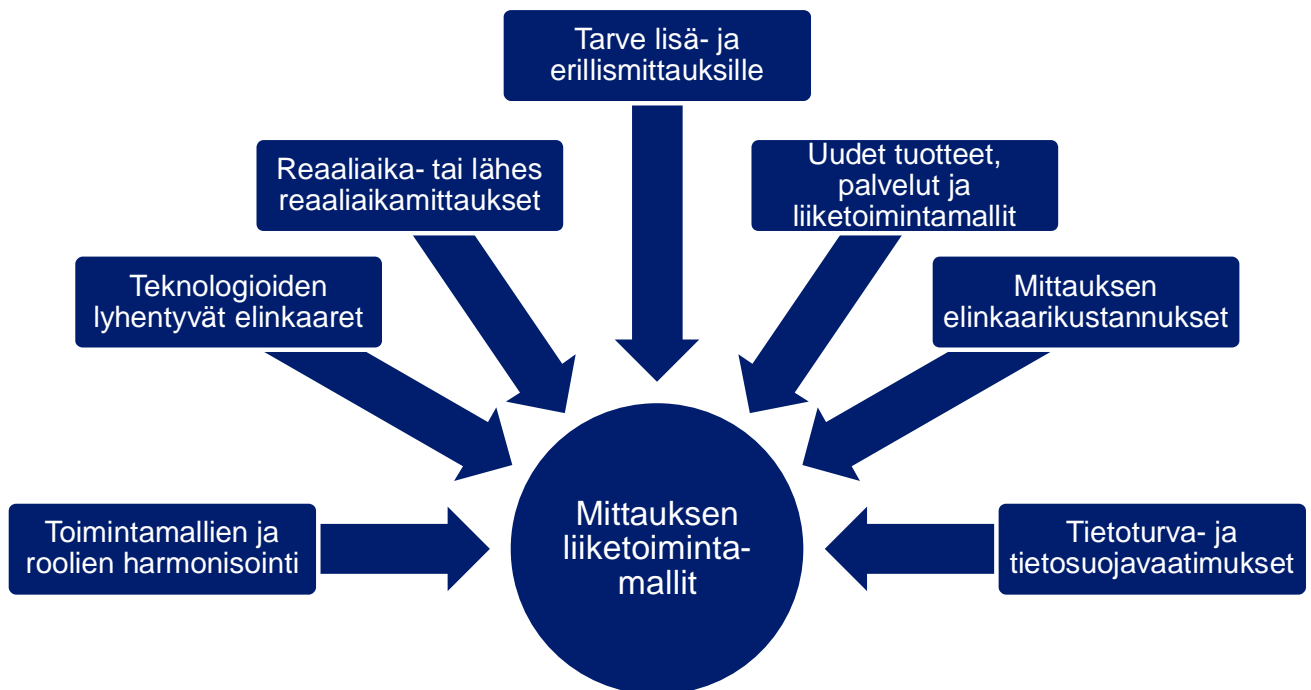 Tarve lisä- ja
erillismittauksille
Reaaliaika- tai lähes
reaaliaikamittaukset
Uudet tuotteet,
palvelut ja
liiketoimintamallit
Teknologioiden
lyhentyvät elinkaaret
Mittauksen
elinkaarikustannukset
Toimintamallien ja
roolien harmonisointi
Mittauksen
liiketoiminta-
mallit
Tietoturva- ja
tietosuojavaatimukset